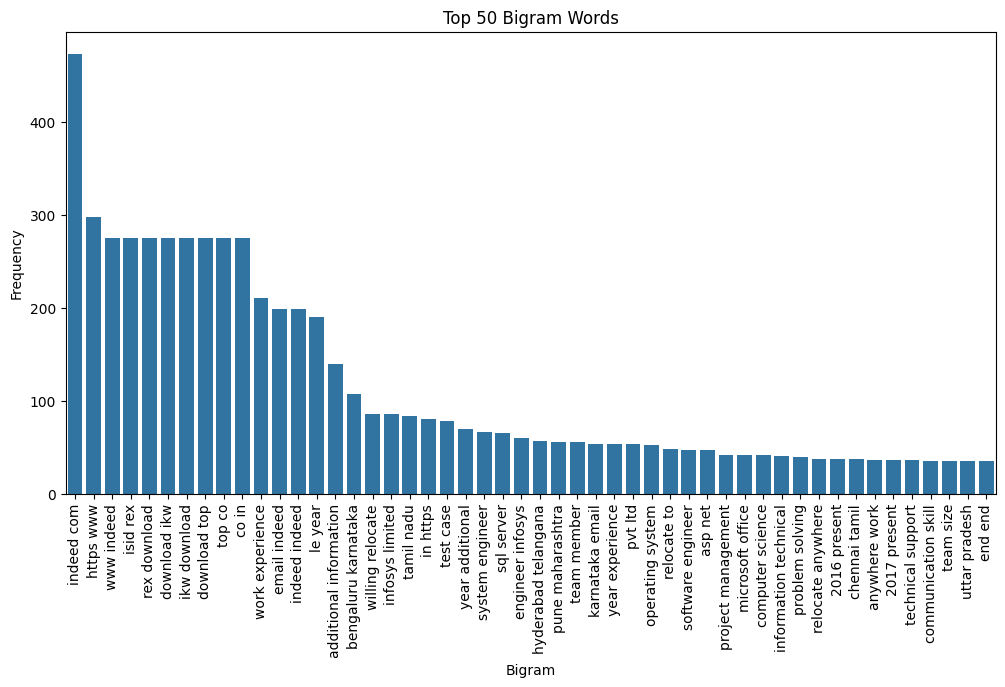 Top 50 Bigram Words
Frequency
400
300
200
100
0
indeed com
https www
www indeed
isid rex
rex download
download ikw
ikw download
download top
top co
co in
work experience
email indeed
indeed indeed
le year
additional information
bengaluru karnataka
willing relocate
infosys limited
tamil nadu
in https
test case
year additional
system engineer
sql server
engineer infosys
hyderabad telangana
pune maharashtra
team member
karnataka email
year experience
pvt ltd
operating system
relocate to
software engineer
asp net
project management
microsoft office
computer science
information technical
problem solving
relocate anywhere
2016 present
chennai tamil
anywhere work
2017 present
technical support
communication skill
team size
uttar pradesh
end end
Bigram